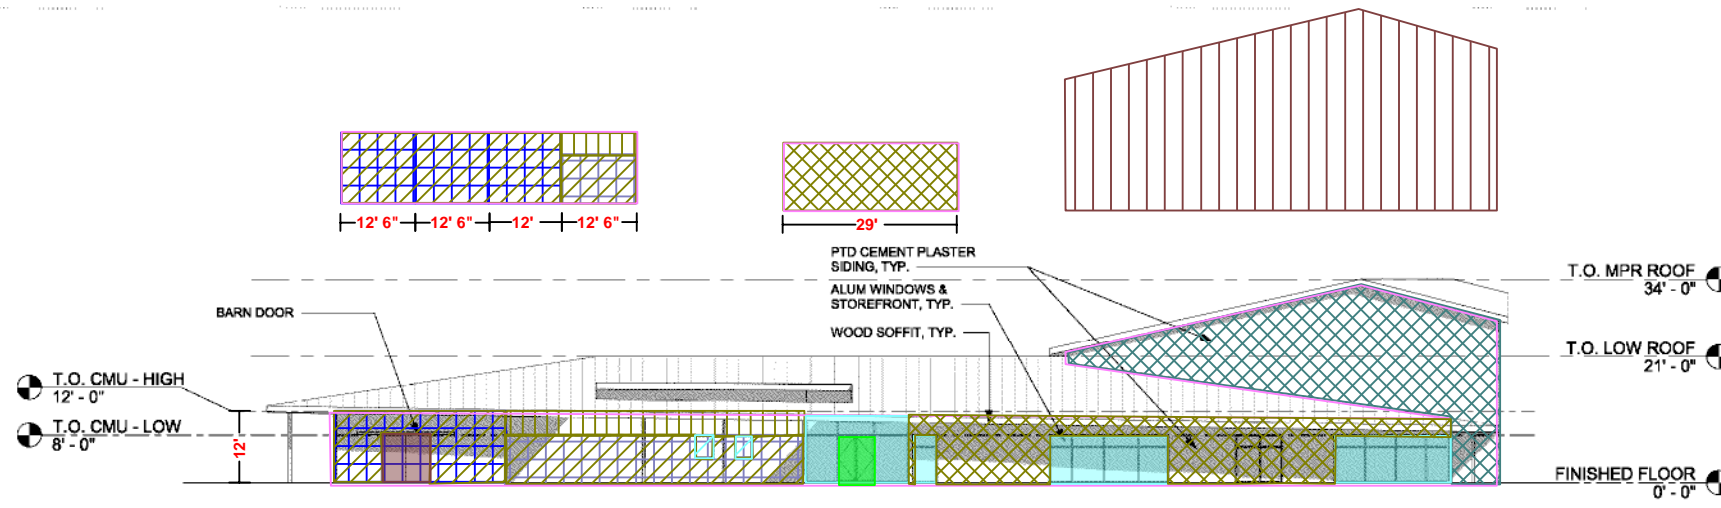 12' 6"
12' 6"
12'
12' 6"
29'
PTD CEMENT PLASTER
SIDING, TYP.
ALUM WINDOWS &
STOREFRONT, TYP.
WOOD SOFFIT, TYP.
BARN DOOR
T.O. MPR ROOF
34' - 0"
T.O. LOW ROOF
21' - 0"
T.O. CMU - HIGH
12' - 0"
T.O. CMU - LOW
8' - 0"
12'
FINISHED FLOOR
0' - 0"